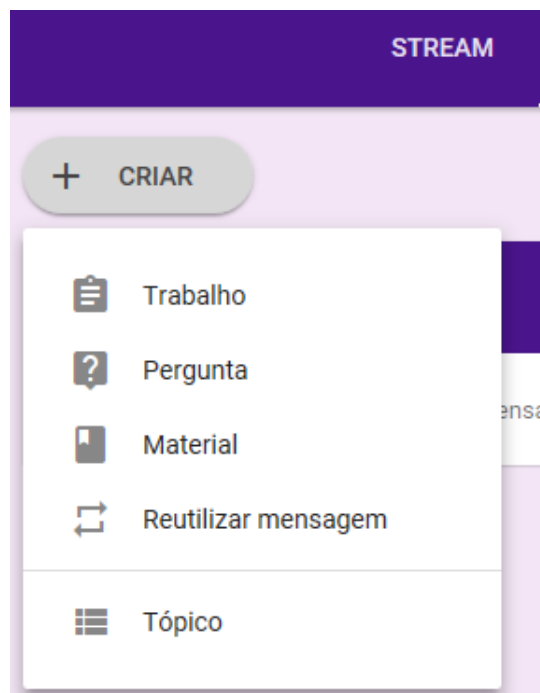 STREAM
CRIAR
Trabalho
Pergunta
Material
Reutilizar mensagem
Tópico